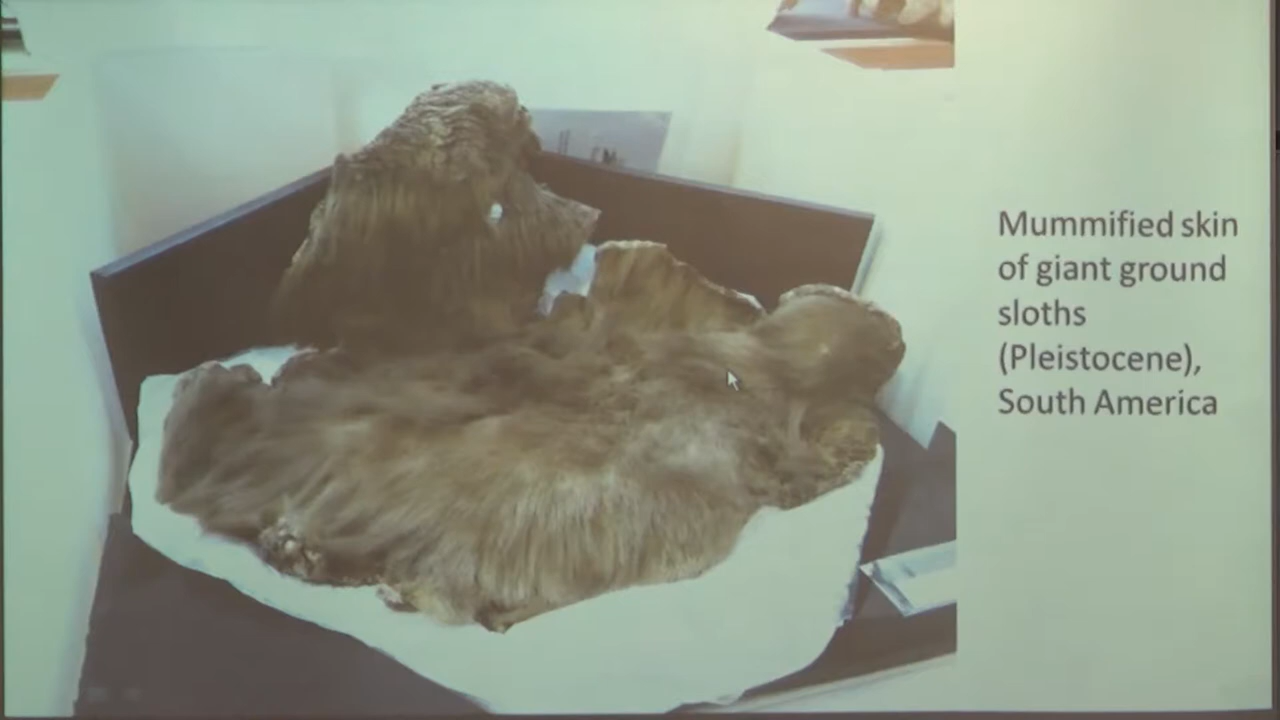 Mummified skin
of giant ground
sloths
(Pleistocene),
South America